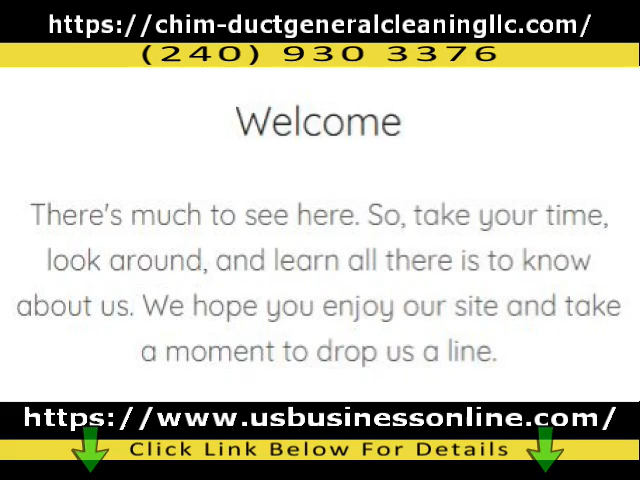 https://chim-ductgeneralcleaningllc.com/
(240) 930 3376
Welcome
There's much to see here. So, take your time,
look around, and learn all there is to know
about us. We hope you enjoy our site and take
a moment to drop us a line.
https://www.usbusinessonline.com/
Click Link Below For Details